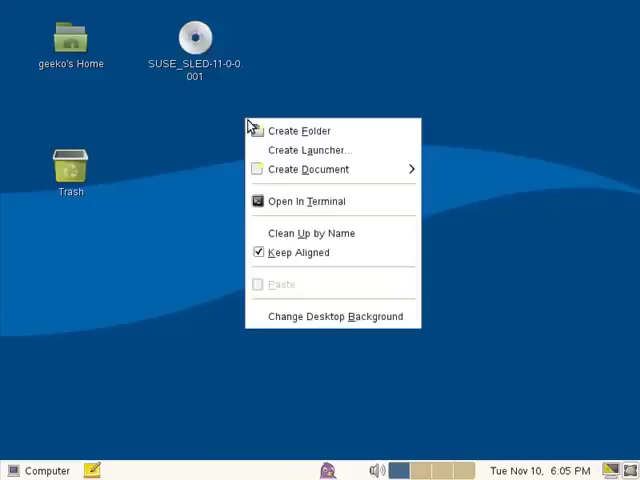 geeko's Home
SUSE_SLED-11-0-0.
001
Trash
Create Folder
Create Launcher...
Create Document
Open In Terminal
Clean Up by Name
Keep Aligned
Paste
Change Desktop Background
Computer
Tue Nov 10, 6:05 PM